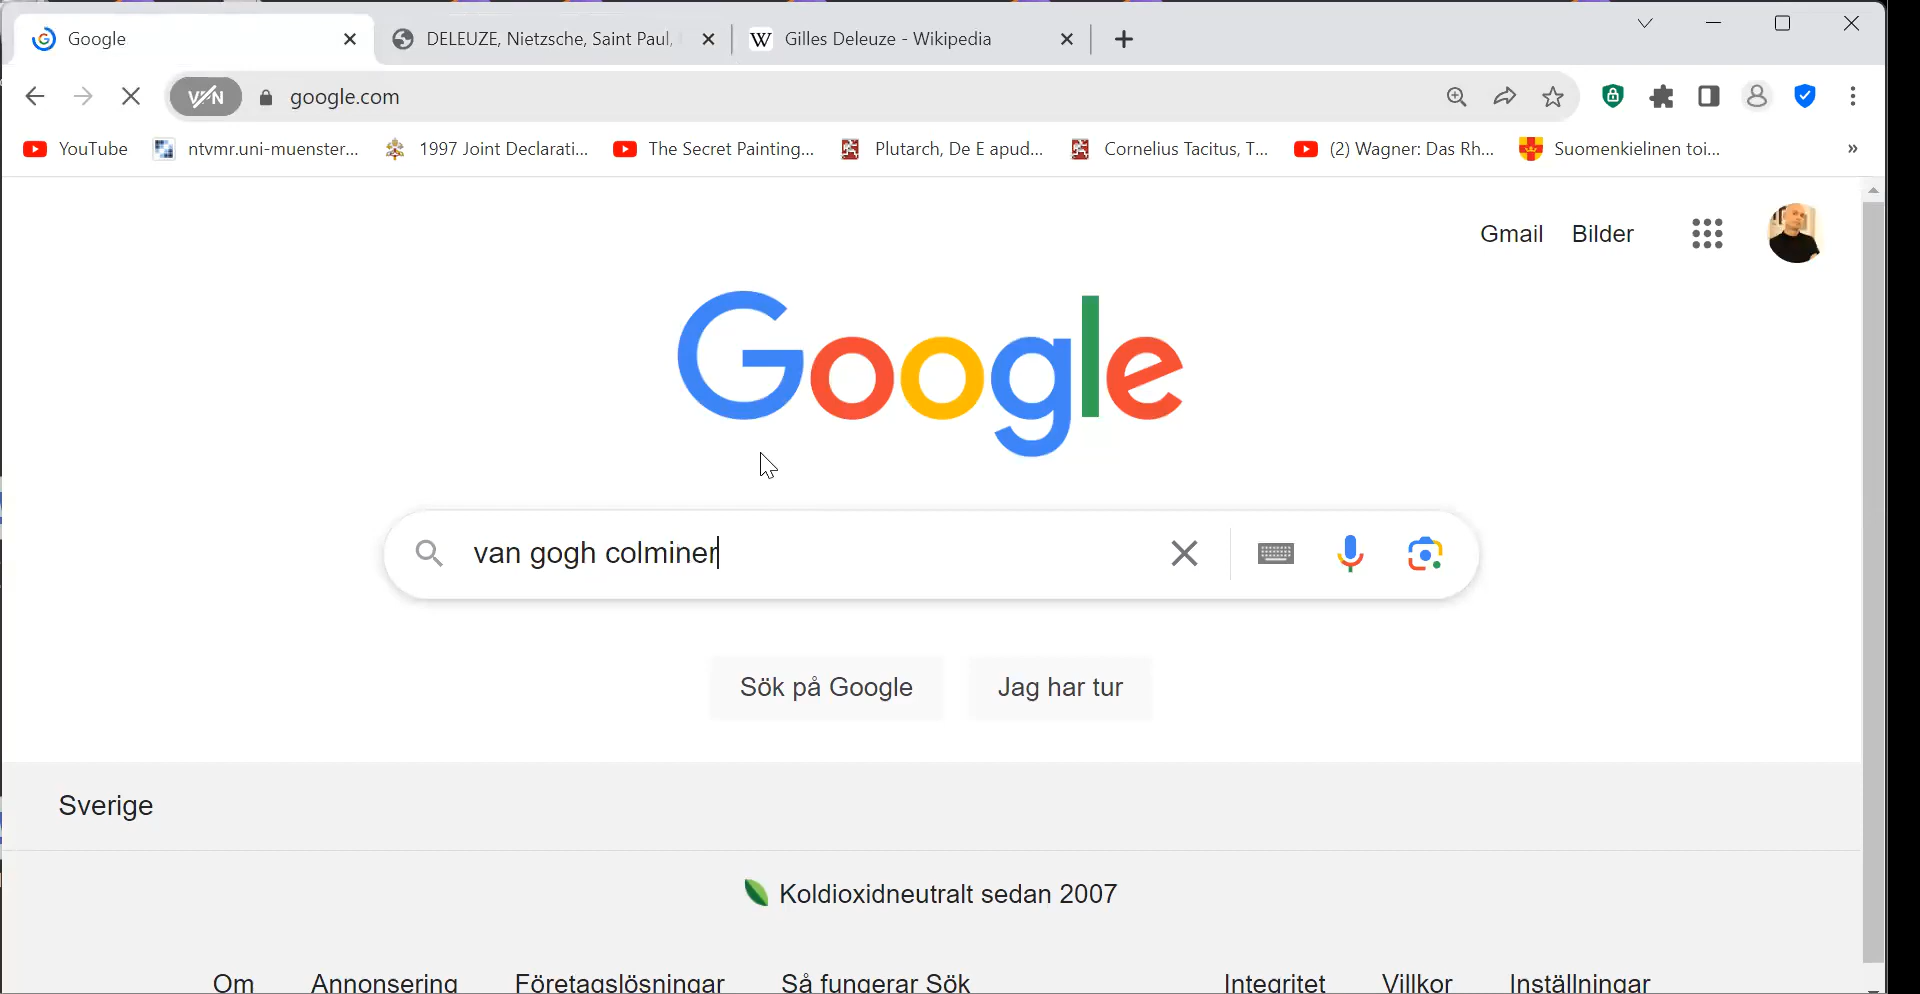 Google
DELEUZE, Nietzsche, Saint Paul,
W Gilles Deleuze - Wikipedia
VPN google.com
YouTube
ntvmr.uni-muenster...
1997 Joint Declarati...
The Secret Painting...
Plutarch, De E apud...
Cornelius Tacitus, T...
(2) Wagner: Das Rh...
Suomenkielinen toi...
»
Gmail Bilder
Google
van gogh colminer
Sök på Google Jag har tur
Sverige
Koldioxidneutralt sedan 2007
Om Annonsering Företagslösningar Så fungerar Sök Integritet Villkor Inställningar